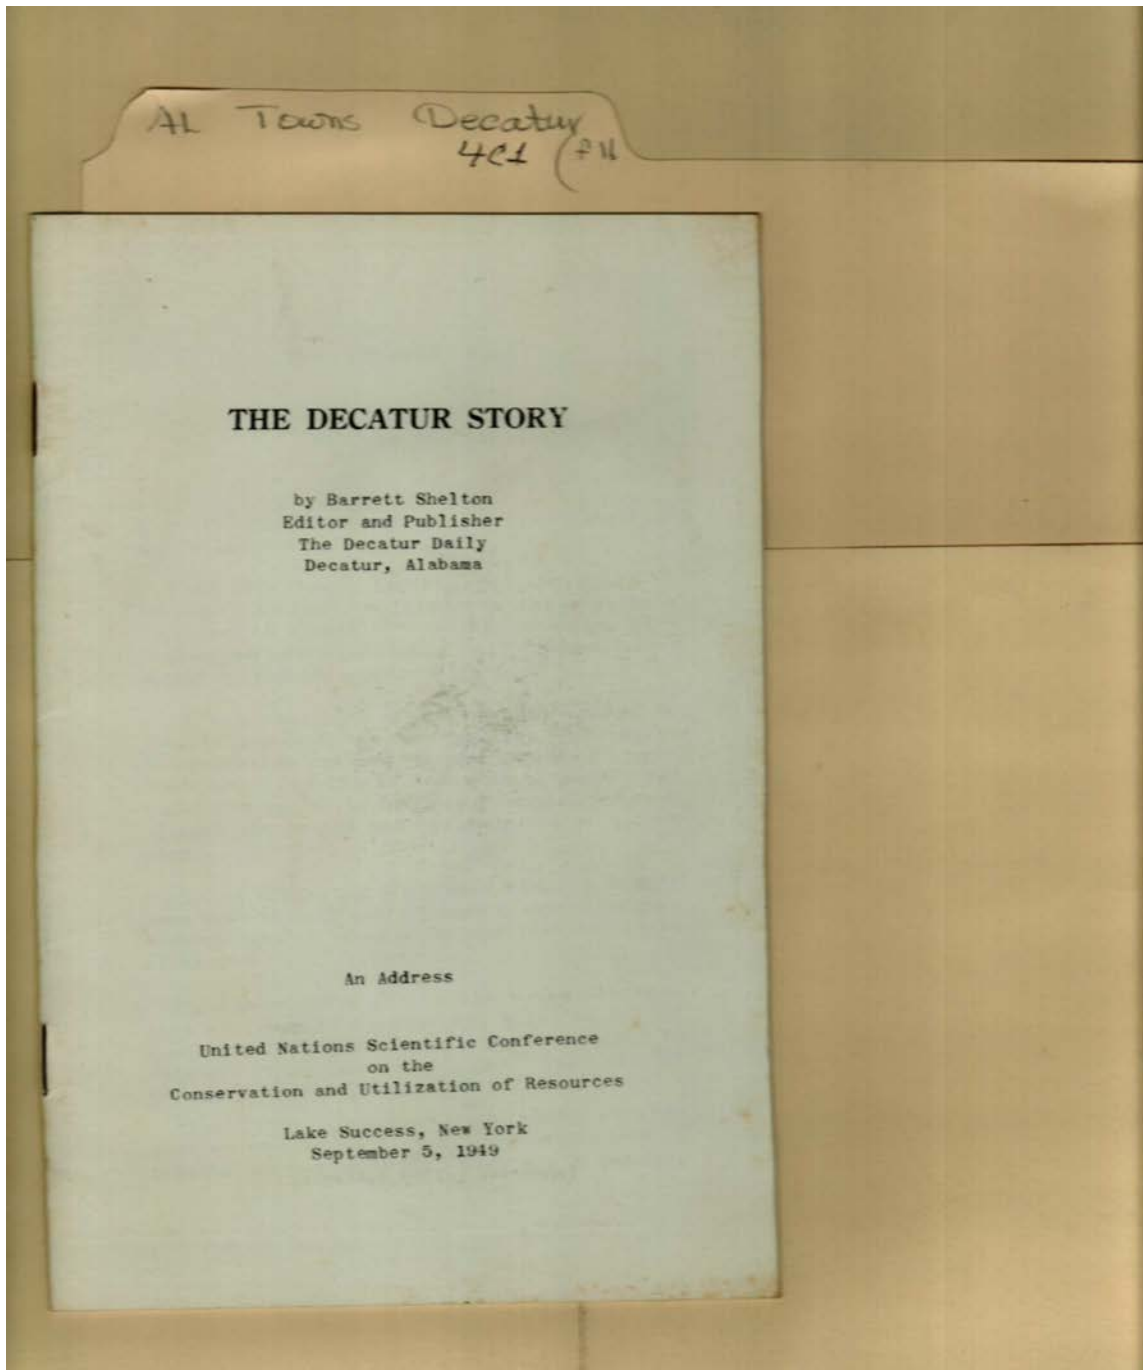 AL Towns Decatur
4C1
THE DECATUR STORY
by Barrett Shelton
Editor and Publisher
The Decatur Daily
Decatur, Alabama
An Address
United Nations Scientific Conference
on the
Conservation and Utilization of Resources
Lake Success, New York
September 5, 1949